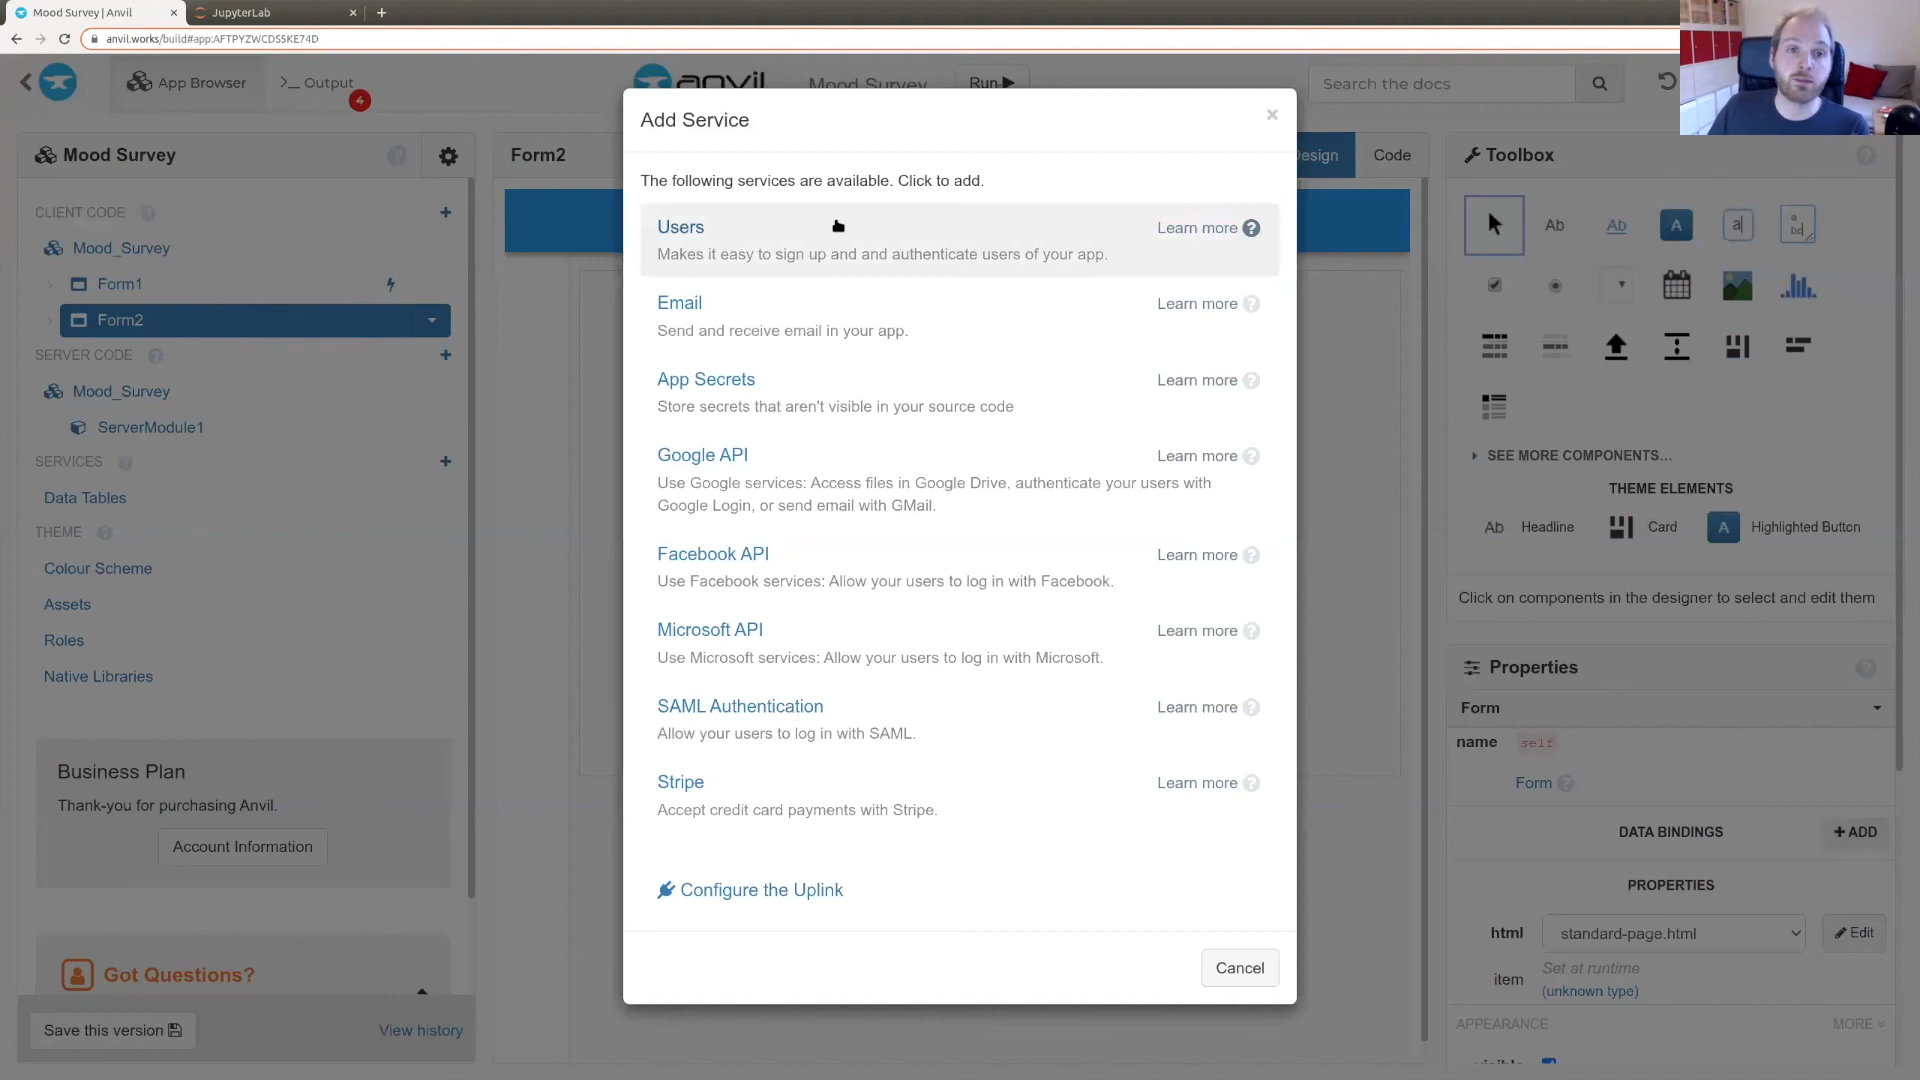 Mood Survey | Anvil
JupyterLab
anvil.works/build#app:AFTPYZWCDS5KE74D
App Browser
>_ Output
4
anvil
Mood Survey
Run
Search the docs
Mood Survey
CLIENT CODE
Mood_Survey
Form1
Form2
SERVER CODE
Mood_Survey
ServerModule1
SERVICES
Data Tables
THEME
Colour Scheme
Assets
Roles
Native Libraries
Business Plan
Thank-you for purchasing Anvil.
Account Information
Got Questions?
Save this version
View history
Form2
Code
Add Service
×
The following services are available. Click to add.
Users
Learn more ?
Makes it easy to sign up and and authenticate users of your app.
Email
Learn more ?
Send and receive email in your app.
App Secrets
Learn more ?
Store secrets that aren't visible in your source code
Google API
Learn more ?
Use Google services: Access files in Google Drive, authenticate your users with
Google Login, or send email with GMail.
Facebook API
Learn more ?
Use Facebook services: Allow your users to log in with Facebook.
Microsoft API
Learn more ?
Use Microsoft services: Allow your users to log in with Microsoft.
SAML Authentication
Learn more ?
Allow your users to log in with SAML.
Stripe
Learn more ?
Accept credit card payments with Stripe.
Configure the Uplink
Cancel
Toolbox
Ab
Ab
A
a
SEE MORE COMPONENTS...
THEME ELEMENTS
Ab Headline
Card
A Highlighted Button
Click on components in the designer to select and edit them
Properties
Form
name self
Form
DATA BINDINGS
+ ADD
PROPERTIES
html standard-page.html
Edit
item Set at runtime
(unknown type)
APPEARANCE
MORE